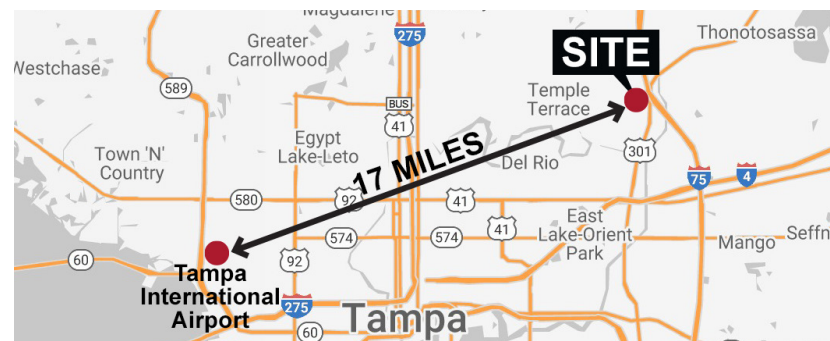 Magdalene
275
Thonotosassa
Greater
Carrollwood
SITE
Westchase
589
Temple
Terrace
BUS
41
Egypt
Lake-Leto
17 MILES
Del Rio
301
Town 'N'
Country
75
4
580
92
41
574
574
41
East
Lake-Orient
Park
Mango
Seffn
60
92
Tampa
International
Airport
275
Tampa
60